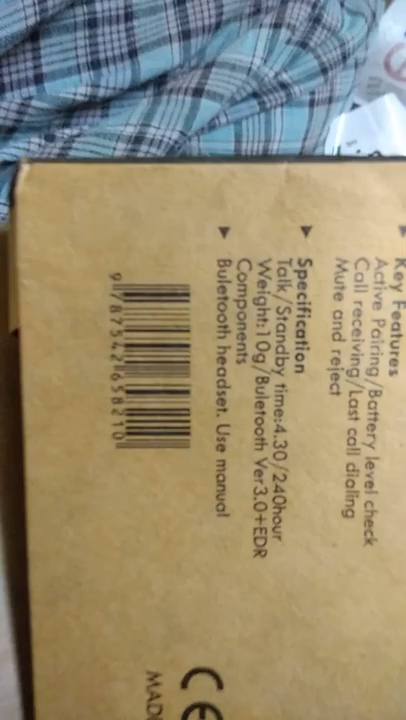 Key Features
Active Pairing/Battery level check
Call receiving/Last call dialing
Mute and reject
Specification
Talk/Standby time:4.30/240hour
Weight:10g/Buletooth Ver3.0+EDR
Components
Buletooth headset. Use manual
9787542658210
CE